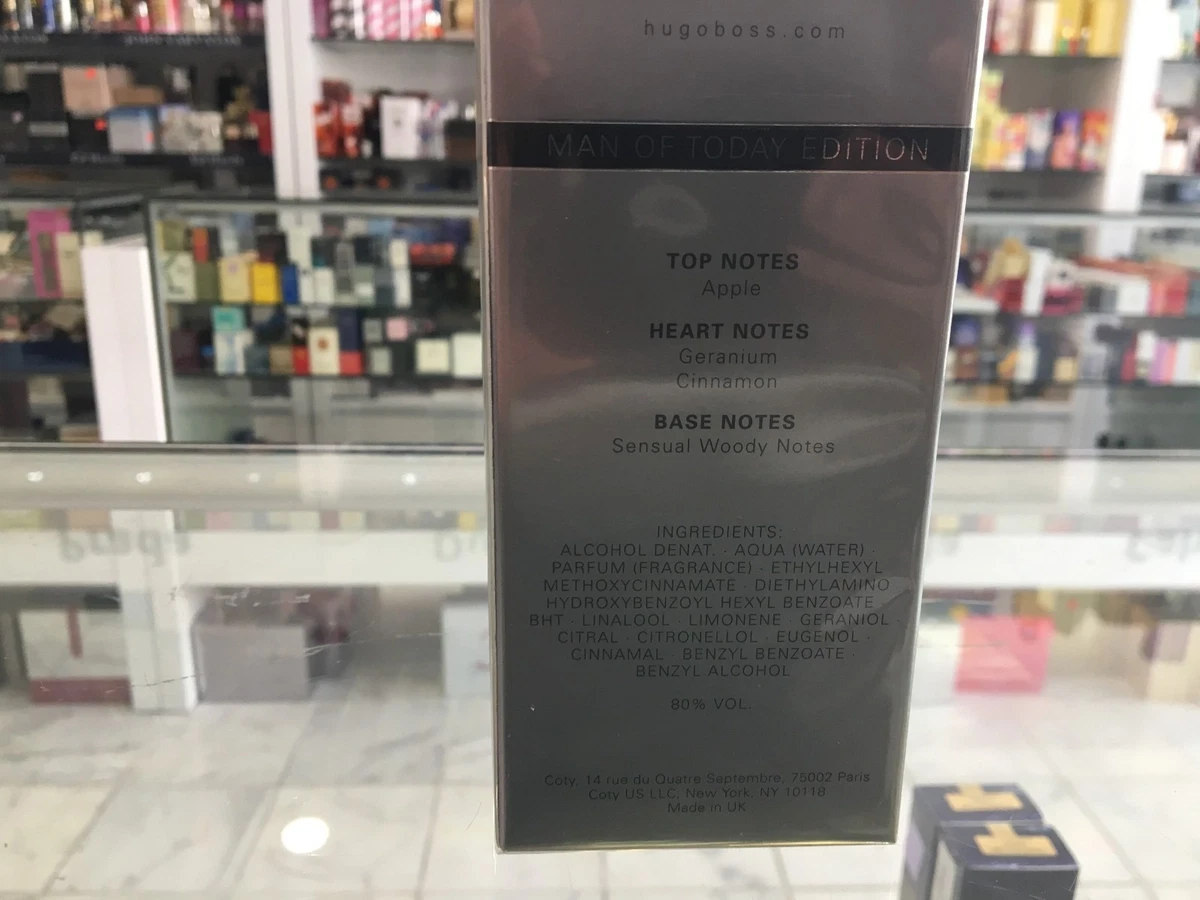 hugoboss.com
MAN OF TODAY EDITION
TOP NOTES
Apple
HEART NOTES
Geranium
Cinnamon
BASE NOTES
Sensual Woody Notes
INGREDIENTS:
ALCOHOL DENAT. · AQUA (WATER) ·
PARFUM (FRAGRANCE) · ETHYLHEXYL
METHOXYCINNAMATE · DIETHYLAMINO
HYDROXYBENZOYL HEXYL BENZOATE
BHT · LINALOOL · LIMONENE · GERANIOL ·
CITRAL · CITRONELLOL · EUGENOL ·
CINNAMAL · BENZYL BENZOATE ·
BENZYL ALCOHOL
80% VOL.
Coty, 14 rue du Quatre Septembre, 75002 Paris
Coty US LLC, New York, NY 10118
Made in UK
Prada